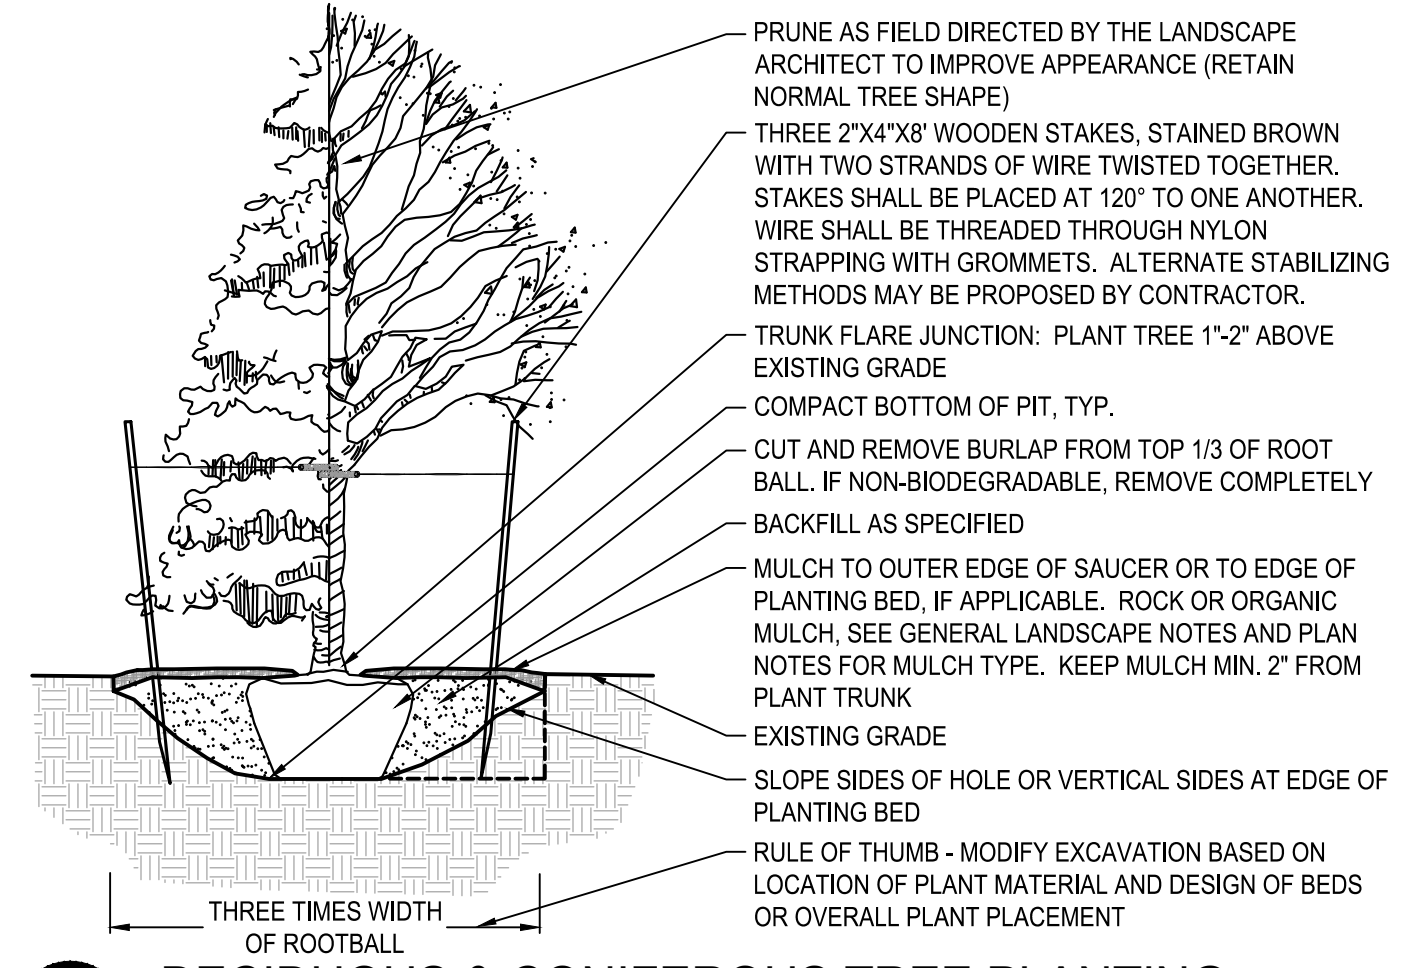 PRUNE AS FIELD DIRECTED BY THE LANDSCAPE
ARCHITECT TO IMPROVE APPEARANCE (RETAIN
NORMAL TREE SHAPE)
THREE 2"X4"X8' WOODEN STAKES, STAINED BROWN
WITH TWO STRANDS OF WIRE TWISTED TOGETHER.
STAKES SHALL BE PLACED AT 120° TO ONE ANOTHER.
WIRE SHALL BE THREADED THROUGH NYLON
STRAPPING WITH GROMMETS. ALTERNATE STABILIZING
METHODS MAY BE PROPOSED BY CONTRACTOR.
TRUNK FLARE JUNCTION: PLANT TREE 1"-2" ABOVE
EXISTING GRADE
COMPACT BOTTOM OF PIT, TYP.
CUT AND REMOVE BURLAP FROM TOP 1/3 OF ROOT
BALL. IF NON-BIODEGRADABLE, REMOVE COMPLETELY
BACKFILL AS SPECIFIED
MULCH TO OUTER EDGE OF SAUCER OR TO EDGE OF
PLANTING BED, IF APPLICABLE. ROCK OR ORGANIC
MULCH, SEE GENERAL LANDSCAPE NOTES AND PLAN
NOTES FOR MULCH TYPE. KEEP MULCH MIN. 2" FROM
PLANT TRUNK
EXISTING GRADE
SLOPE SIDES OF HOLE OR VERTICAL SIDES AT EDGE OF
PLANTING BED
RULE OF THUMB - MODIFY EXCAVATION BASED ON
LOCATION OF PLANT MATERIAL AND DESIGN OF BEDS
OR OVERALL PLANT PLACEMENT
THREE TIMES WIDTH
OF ROOTBALL
DECIDUOUS & CONIFEROUS TREE PLANTING